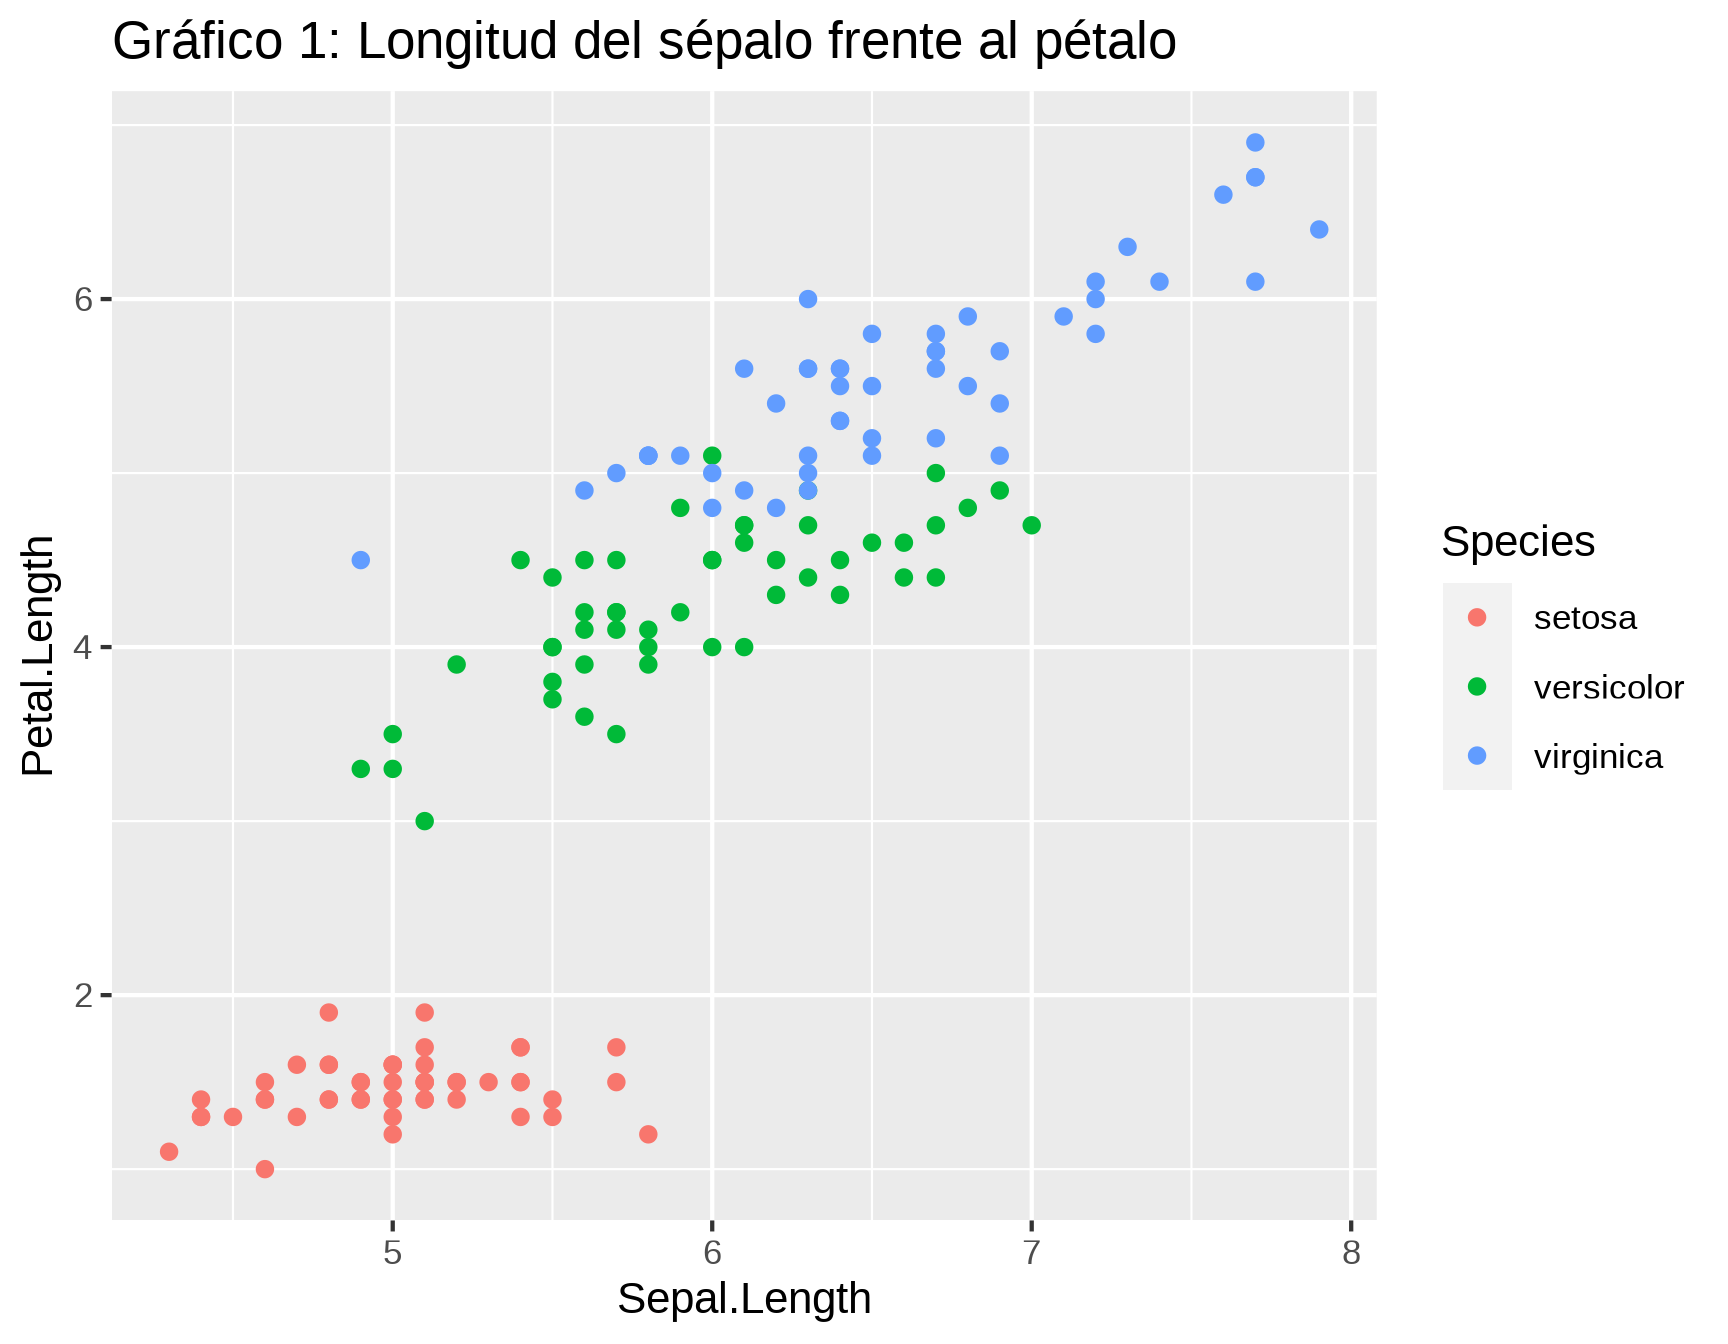 Gráfico 1: Longitud del sépalo frente al pétalo
Petal.Length
6
4
2
5 6 7 8
Sepal.Length
Species
setosa
versicolor
virginica